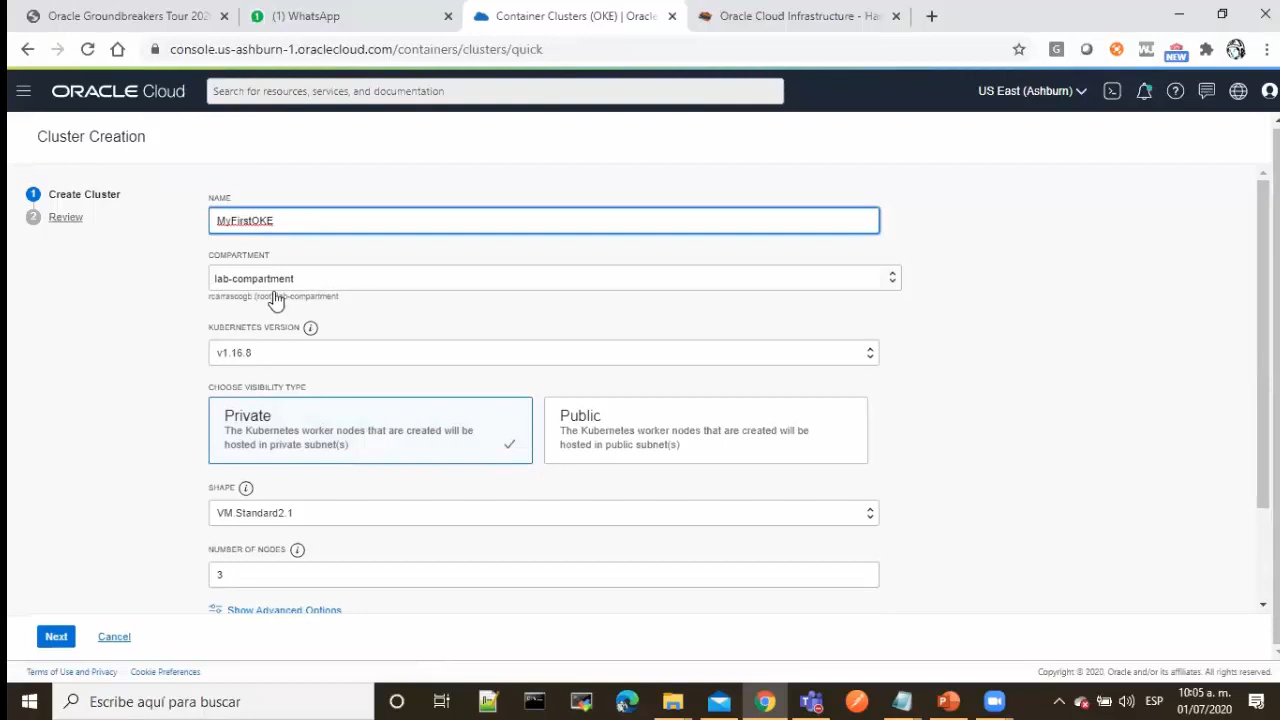 Oracle Groundbreakers Tour 202
(1) WhatsApp
Container Clusters (OKE) | Oracle
Oracle Cloud Infrastructure - Has
console.us-ashburn-1.oraclecloud.com/containers/clusters/quick
NEW
ORACLE Cloud
Search for resources, services, and documentation
US East (Ashburn)
Cluster Creation
1 Create Cluster
2 Review
NAME
MyFirstOKE
COMPARTMENT
lab-compartment
KUBERNETES VERSION
v1.16.8
CHOOSE VISIBILITY TYPE
Private
The Kubernetes worker nodes that are created will be
hosted in private subnet(s)
Public
The Kubernetes worker nodes that are created will be
hosted in public subnet(s)
SHAPE
VM.Standard2.1
NUMBER OF NODES
3
Show Advanced Options
Next
Cancel
Terms of Use and Privacy
Cookie Preferences
Copyright © 2020, Oracle and/or its affiliates. All rights reserved.
Escribe aquí para buscar
ESP
10:05 a. m.
01/07/2020